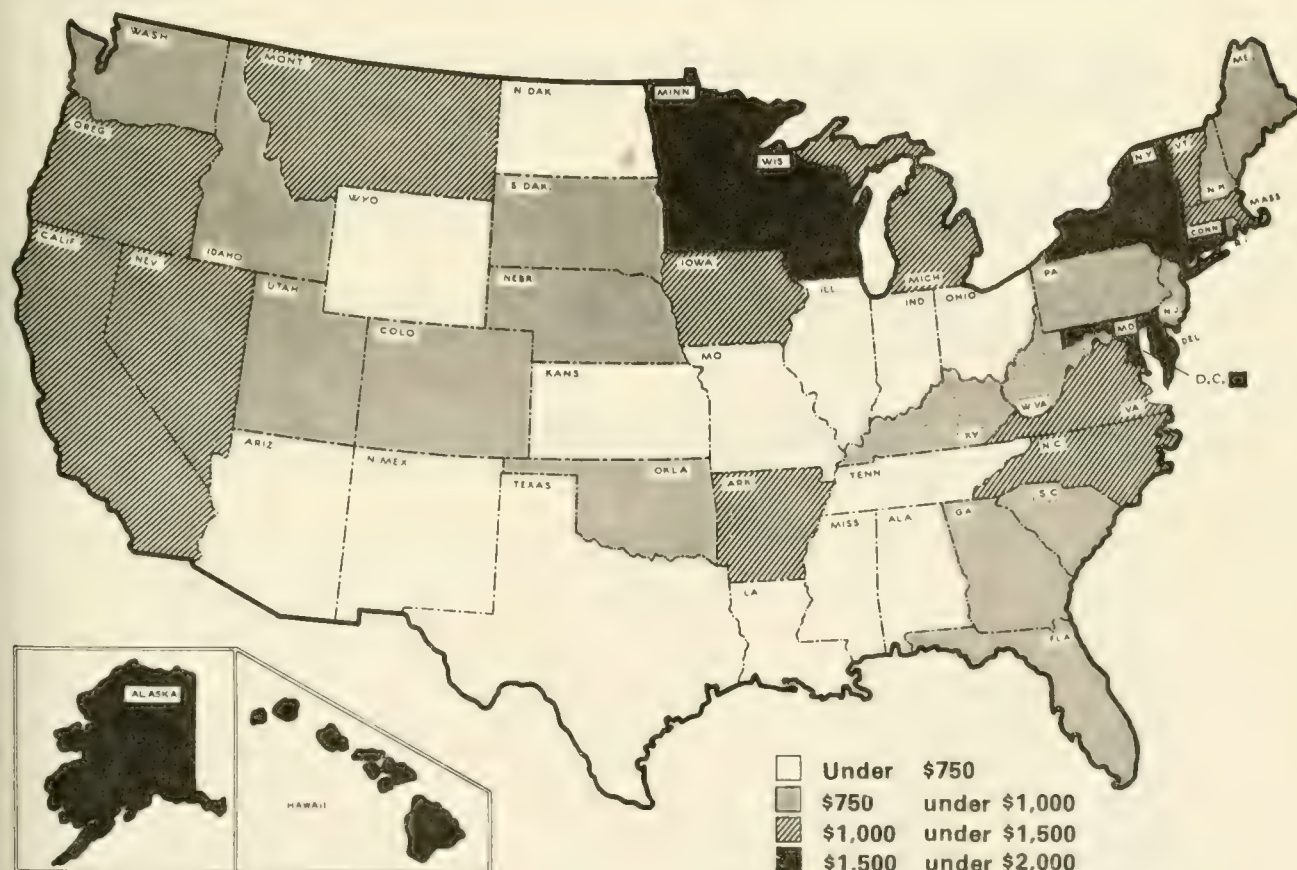 WASH
MONT
N DAK
MINN
ME.
OREG
S DAK.
WIS
N.Y.
VT.
N.H.
MASS
WYO
IDAHO
CALIF
NEV
UTAH
NEBR
IOWA
MICH
CONN
R.I.
PA
N.J.
COLO
ILL
IND
OHIO
MD
DEL
D.C.
KANS
MO
W VA
VA
KY
N.C.
ARIZ
N MEX
TEXAS
OKLA
ARK
TENN
S.C.
MISS
ALA
GA
LA
FLA
ALASKA
HAWAII
Under $750
$750 under $1,000
$1,000 under $1,500
$1,500 under $2,000